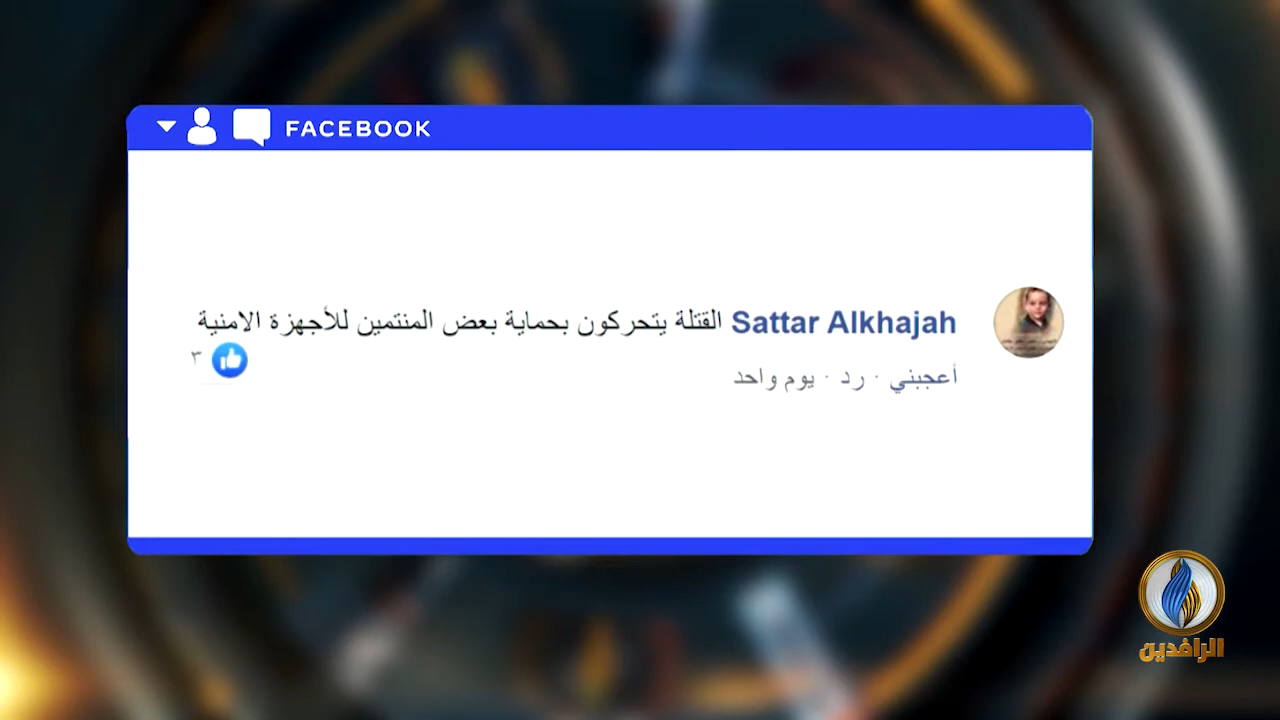 FACEBOOK
Sattar Alkhajah القتلة يتحركون بحماية بعض المنتمين للأجهزة الامنية
٣
أعجبني · رد · يوم واحد
الرافدين